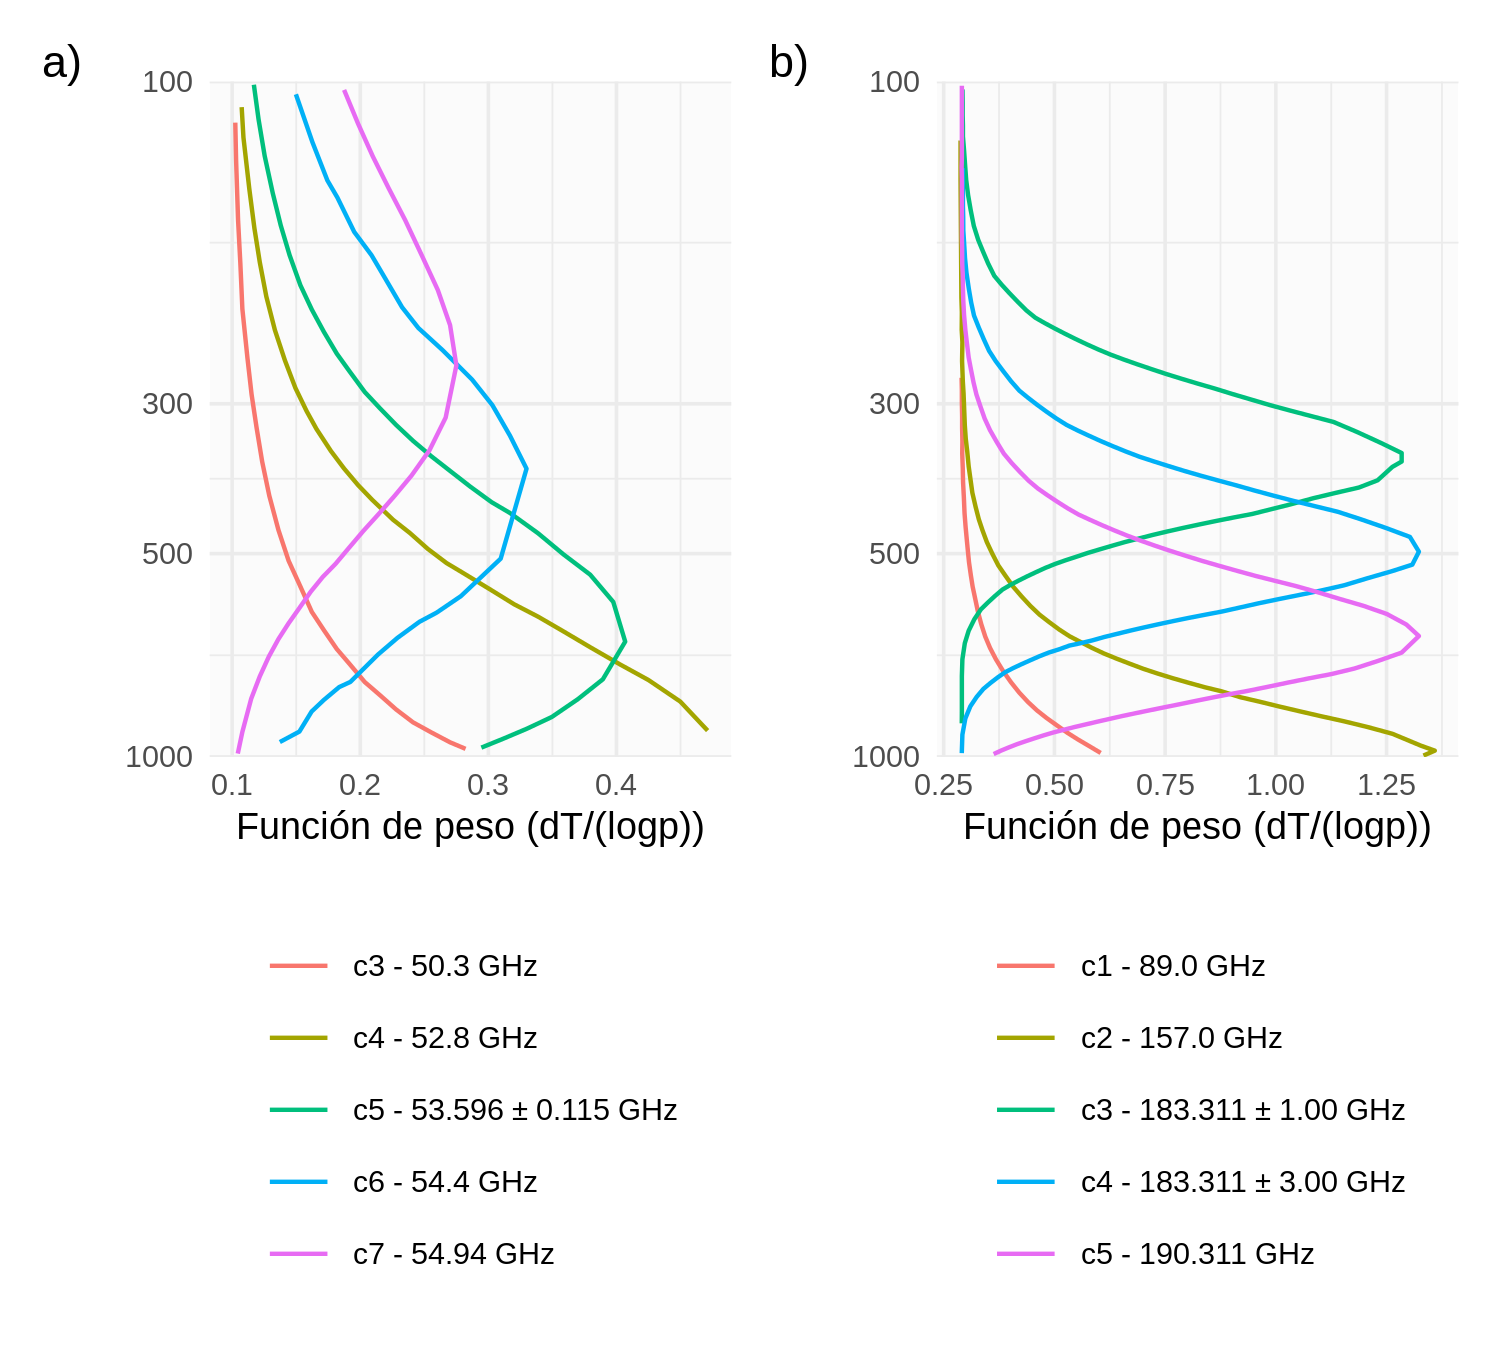 a)
100
300
500
1000
0.1 0.2 0.3 0.4
Función de peso (dT/(logp))
c3 - 50.3 GHz
c4 - 52.8 GHz
c5 - 53.596 ± 0.115 GHz
c6 - 54.4 GHz
c7 - 54.94 GHz
b)
100
300
500
1000
0.25 0.50 0.75 1.00 1.25
Función de peso (dT/(logp))
c1 - 89.0 GHz
c2 - 157.0 GHz
c3 - 183.311 ± 1.00 GHz
c4 - 183.311 ± 3.00 GHz
c5 - 190.311 GHz